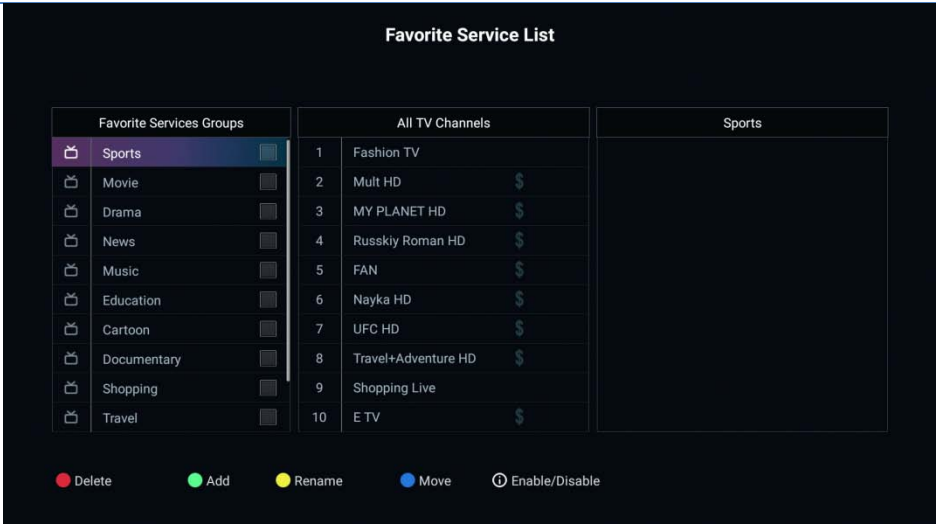 Favorite Service List
Favorite Services Groups
Sports
Movie
Drama
News
Music
Education
Cartoon
Documentary
Shopping
Travel
All TV Channels
1 Fashion TV
2 Mult HD $
3 MY PLANET HD $
4 Russkiy Roman HD $
5 FAN $
6 Nayka HD $
7 UFC HD $
8 Travel+Adventure HD $
9 Shopping Live
10 E TV $
Sports
Delete Add Rename Move Enable/Disable